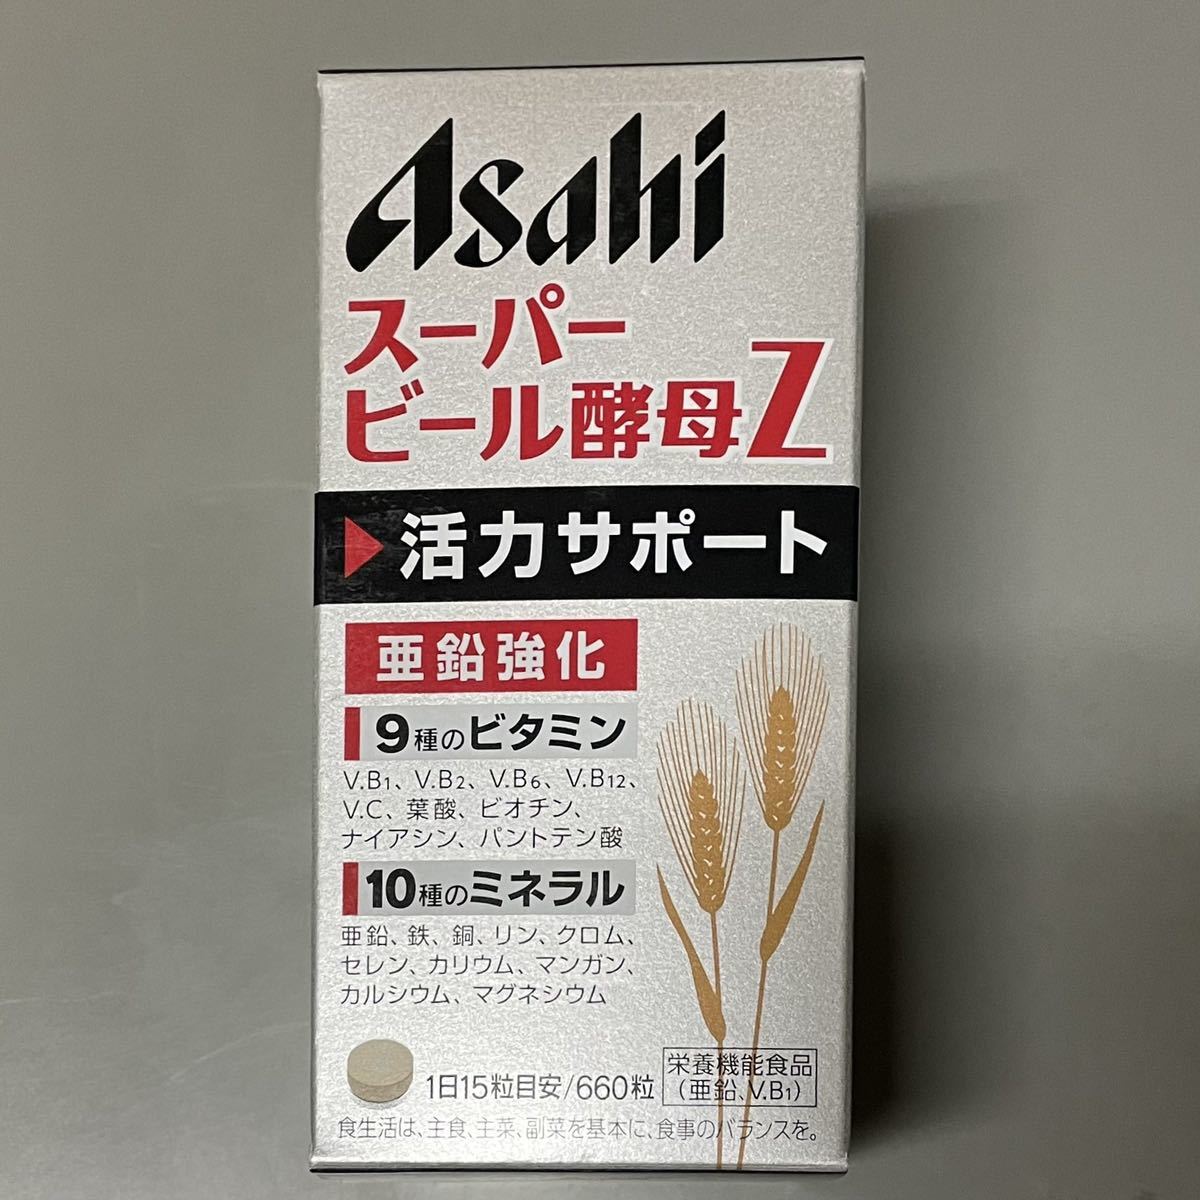 Asahi
スーパー
ビール酵母Z
活力サポート
亜鉛強化
9種のビタミン
V.B1、V.B2、V.B6、V.B12、
V.C、葉酸、ビオチン、
ナイアシン、パントテン酸
10種のミネラル
亜鉛、鉄、銅、リン、クロム、
セレン、カリウム、マンガン、
カルシウム、マグネシウム
1日15粒目安/660粒
栄養機能食品
(亜鉛、V.B1)
食生活は、主食、主菜、副菜を基本に、食事のバランスを。